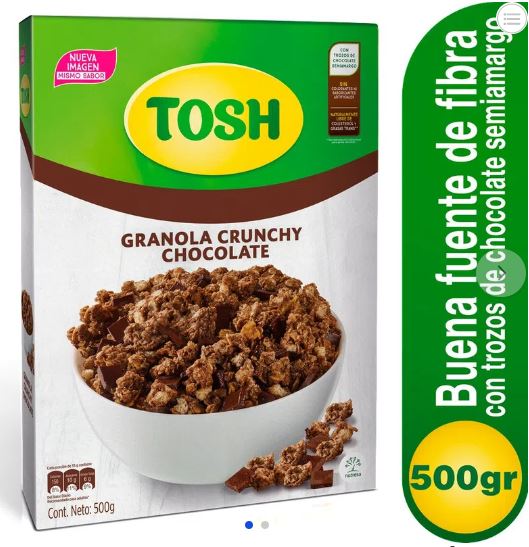 NUEVA
IMAGEN
MISMO SABOR
TOSH
CON
TROZOS DE
CHOCOLATE
SEMIAMARGO
SIN
COLORANTES NI
SABORIZANTES
ARTIFICIALES
NATURALMENTE
LIBRE DE
COLESTEROL Y
GRASAS TRANS
GRANOLA CRUNCHY
CHOCOLATE
Cont. Neto: 500g
nutresa
Buena fuente de fibra
con trozos de chocolate semiamargo
500gr